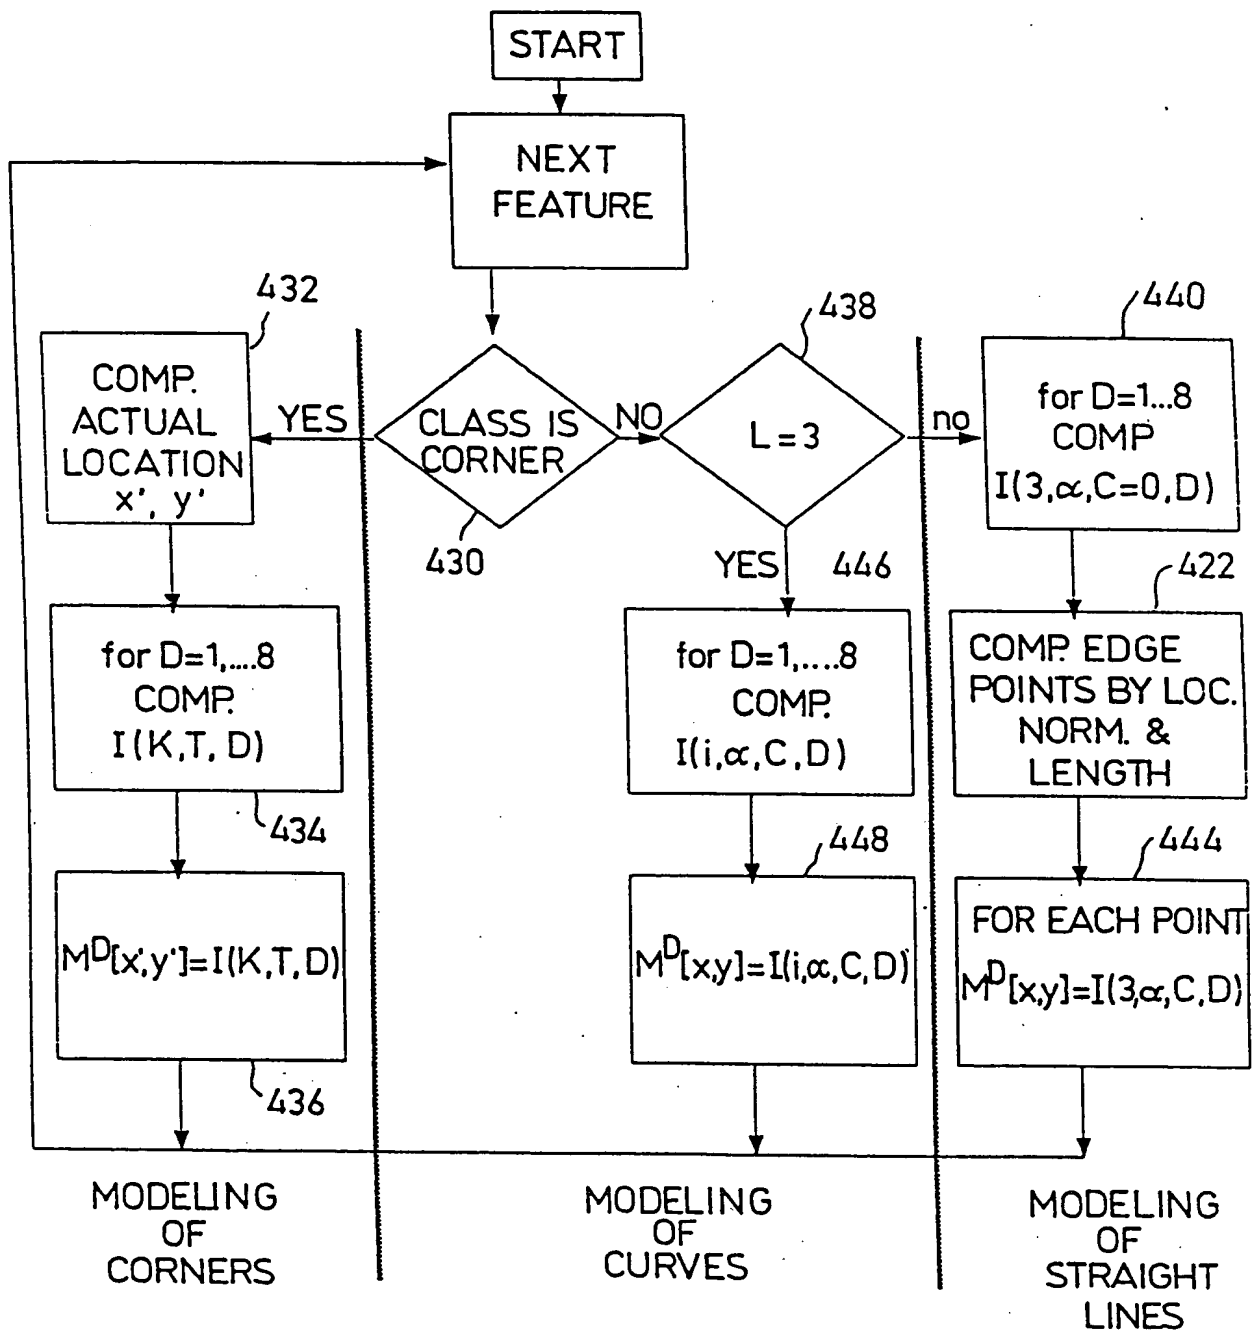 START
NEXT
FEATURE
432
COMP.
ACTUAL
LOCATION
x', y'
YES
CLASS IS
CORNER
430
NO
438
L=3
no
YES
440
for D=1...8
COMP
I(3,α,C=0,D)
for D=1,....8
COMP.
I(K,T,D)
434
446
for D=1,....8
COMP.
I(i,α,C,D)
422
COMP. EDGE
POINTS BY LOC.
NORM. &
LENGTH
Mᴰ[x',y']=I(K,T,D)
436
448
Mᴰ[x,y]=I(i,α,C,D)
444
FOR EACH POINT
Mᴰ[x,y]=I(3,α,C,D)
MODELING
OF
CORNERS
MODELING
OF
CURVES
MODELING
OF
STRAIGHT
LINES